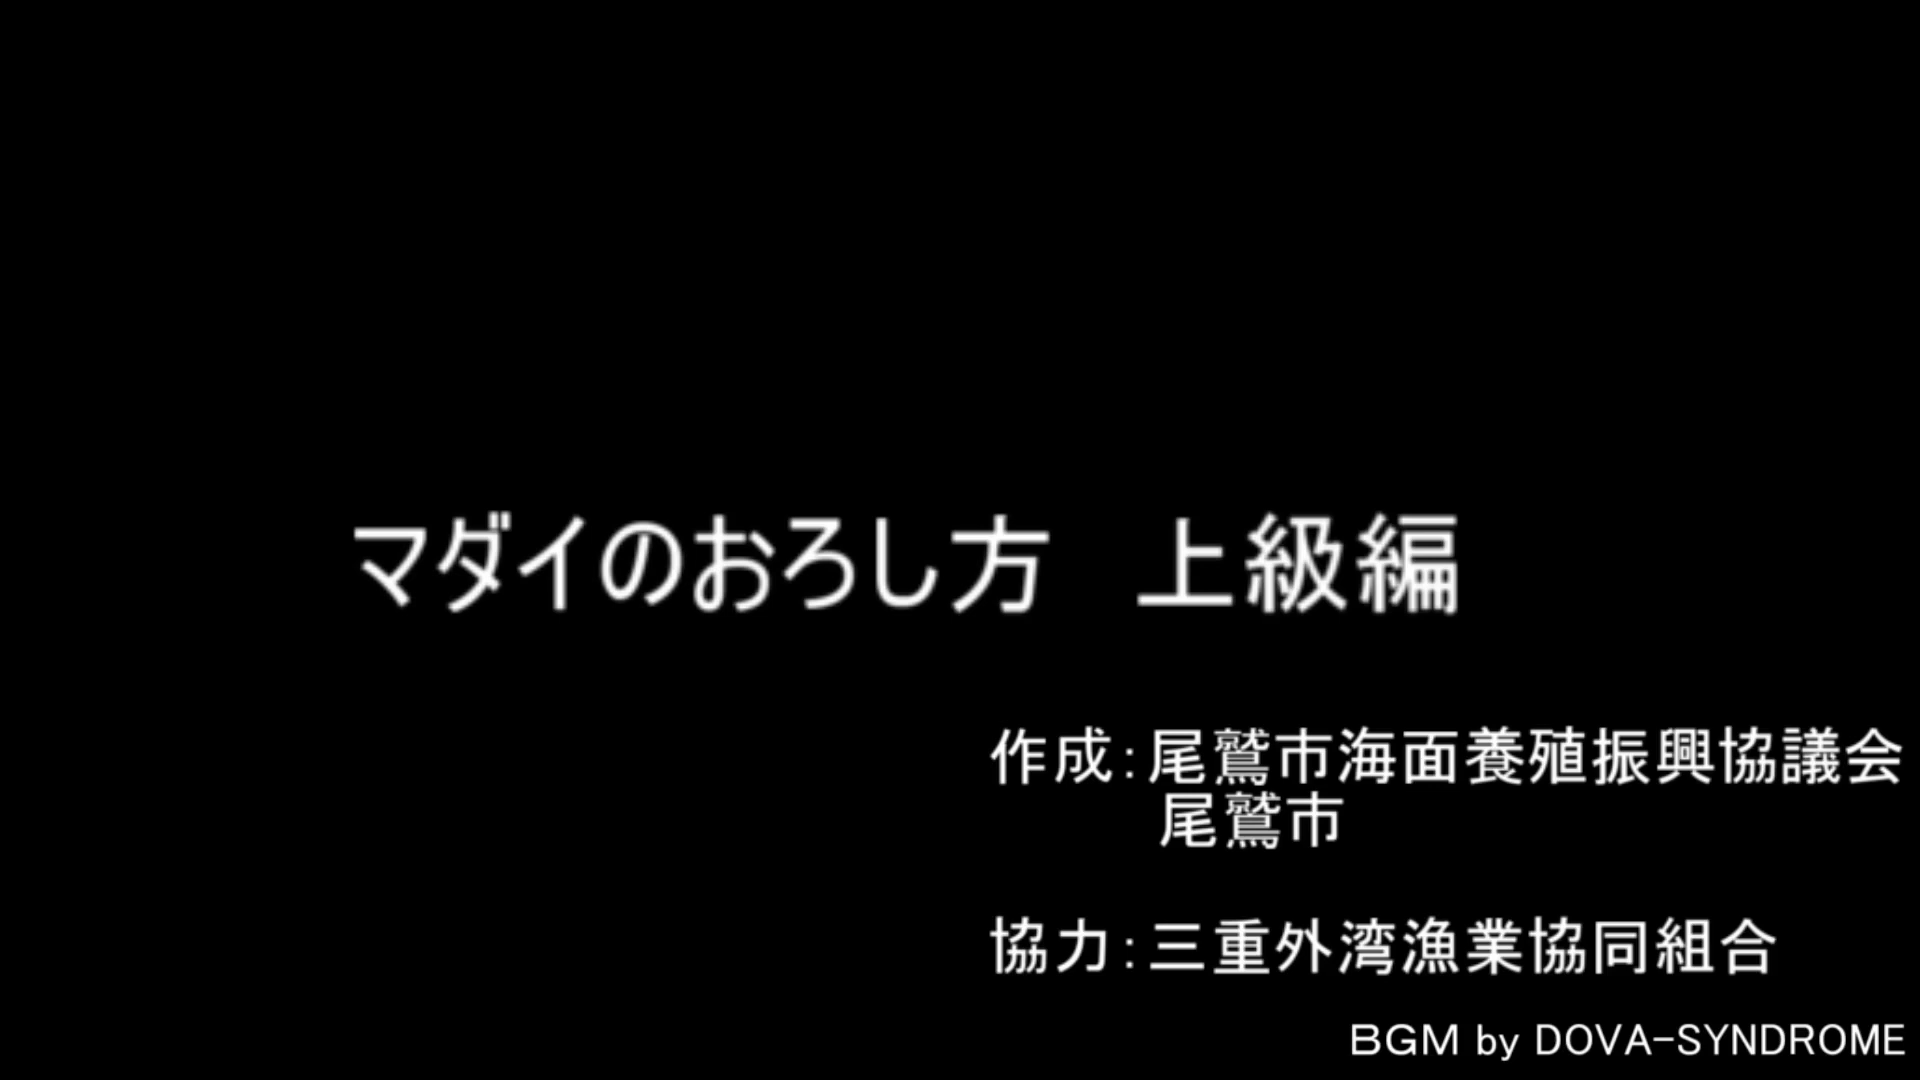 マダイのおろし方　上級編
作成：尾鷲市海面養殖振興協議会
尾鷲市
協力：三重外湾漁業協同組合
BGM by DOVA-SYNDROME